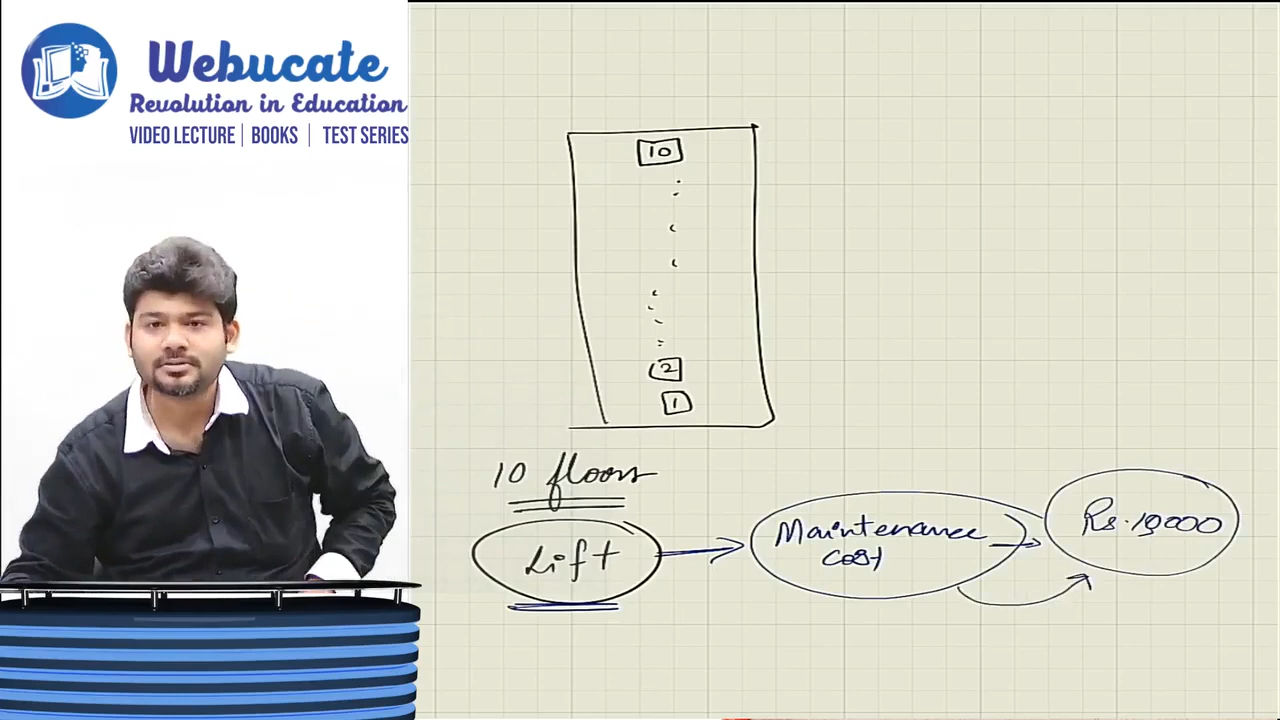 Webucate
Revolution in Education
VIDEO LECTURE | BOOKS | TEST SERIES
10
2
1
10 floors
Lift
Maintenance
cost
Rs. 10000